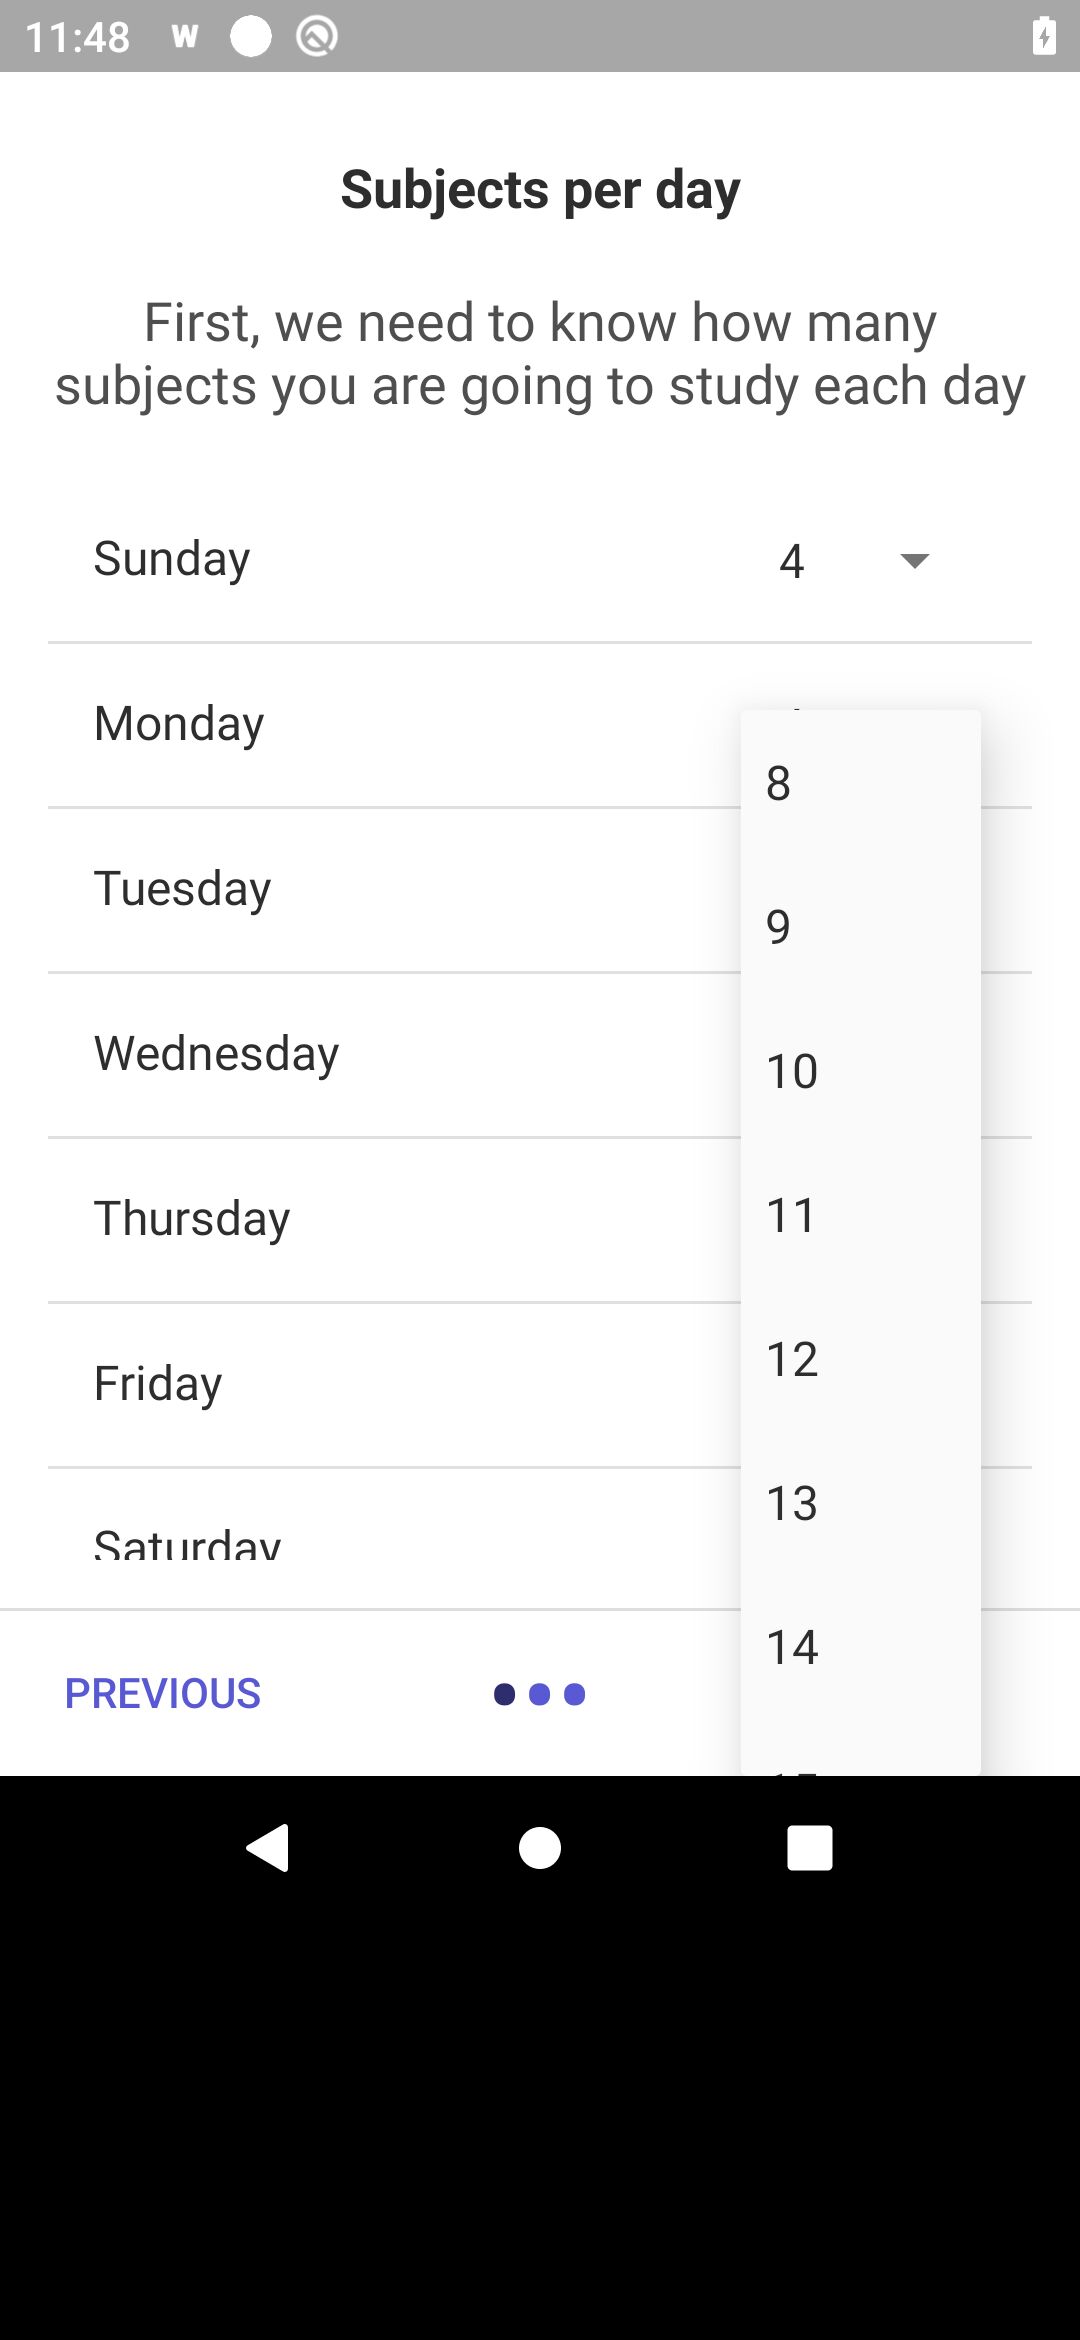 11:48 W
Subjects per day
First, we need to know how many
subjects you are going to study each day
Sunday 4
Monday
8
Tuesday
9
Wednesday
10
Thursday
11
Friday
12
13
Saturday
14
PREVIOUS